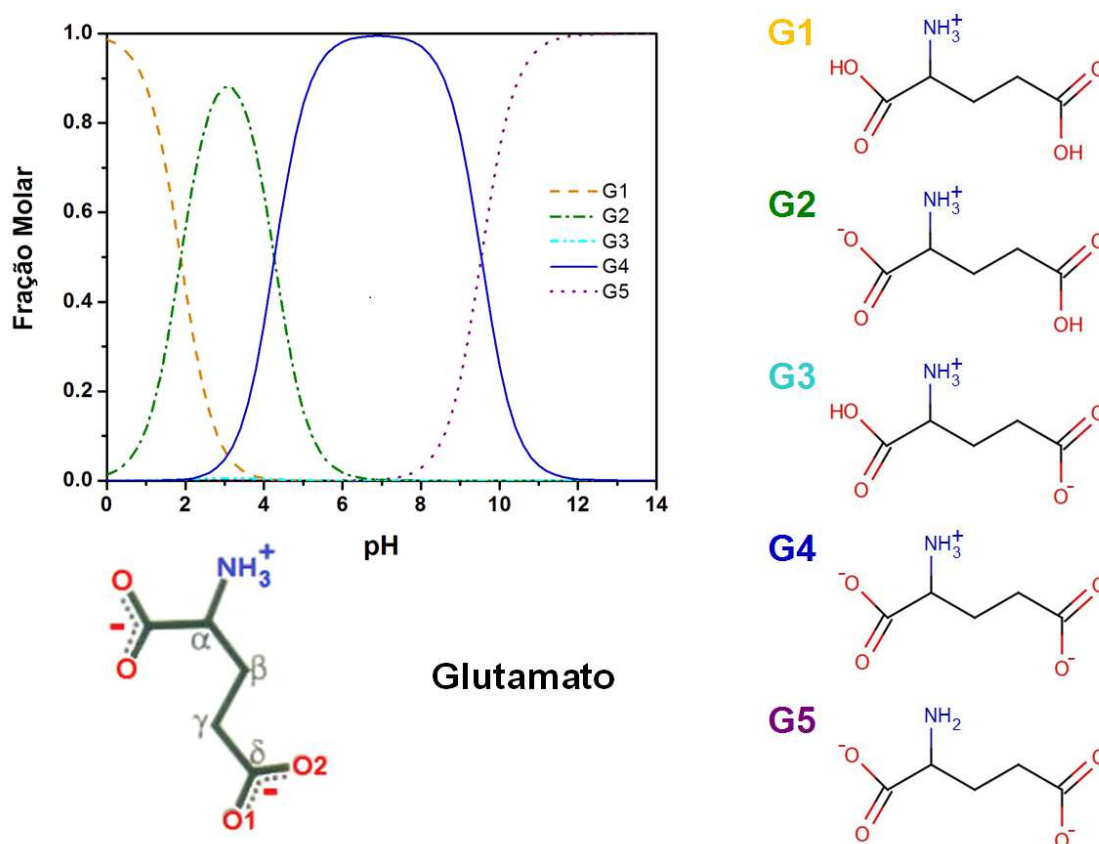 Fração Molar
1.0
0.8
0.6
0.4
0.2
0.0
G1
G2
G3
G4
G5
0
2
4
6
8
10
12
14
pH
O
NH3+
-
O
α
β
γ
δ
O2
-
O1
Glutamato
G1
NH3+
HO
O
O
OH
G2
NH3+
-O
O
O
OH
G3
NH3+
HO
O
O
O-
G4
NH3+
-O
O
O
O-
G5
NH2
-O
O
O
O-